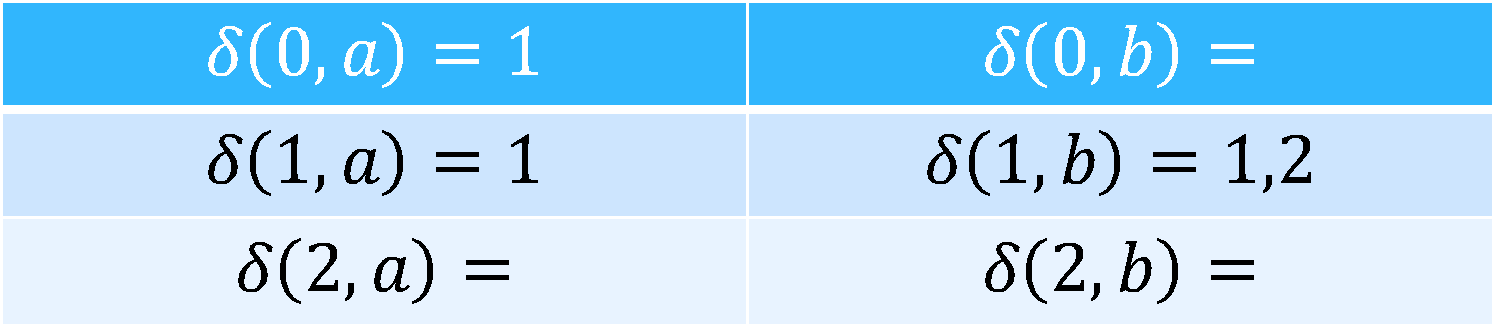 δ(0, a) = 1 δ(0, b) =
δ(1, a) = 1 δ(1, b) = 1,2
δ(2, a) = δ(2, b) =